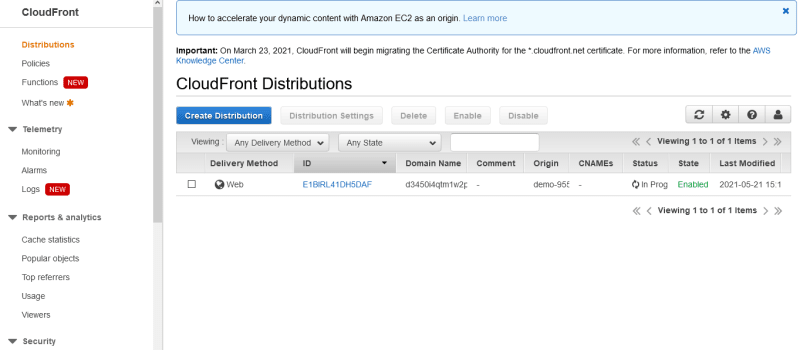 CloudFront
Distributions
Policies
Functions NEW
What's new
Telemetry
Monitoring
Alarms
Logs NEW
Reports & analytics
Cache statistics
Popular objects
Top referrers
Usage
Viewers
Security
How to accelerate your dynamic content with Amazon EC2 as an origin. Learn more
Important: On March 23, 2021, CloudFront will begin migrating the Certificate Authority for the *.cloudfront.net certificate. For more information, refer to the AWS
Knowledge Center.
CloudFront Distributions
Create Distribution Distribution Settings Delete Enable Disable
Viewing : Any Delivery Method Any State Viewing 1 to 1 of 1 Items
Delivery Method ID Domain Name Comment Origin CNAMEs Status State Last Modified
Web E1BIRL41DH5DAF d3450i4qtm1w2p - demo-955 - In Prog Enabled 2021-05-21 15:1
Viewing 1 to 1 of 1 Items